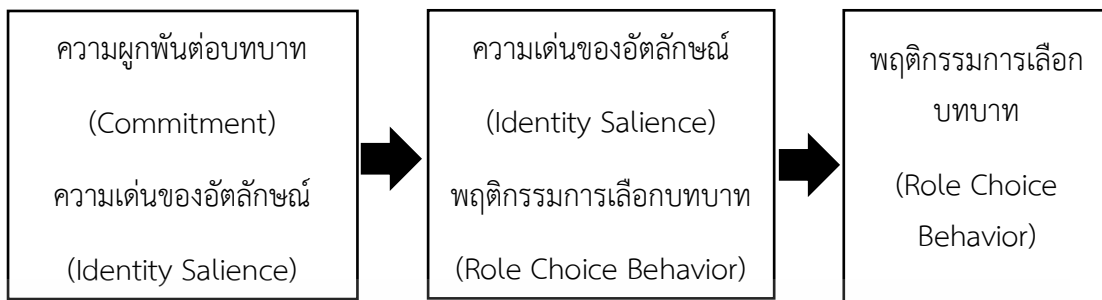 ความผูกพันต่อบทบาท
(Commitment)
ความเด่นของอัตลักษณ์
(Identity Salience)
ความเด่นของอัตลักษณ์
(Identity Salience)
พฤติกรรมการเลือกบทบาท
(Role Choice Behavior)
พฤติกรรมการเลือก
บทบาท
(Role Choice
Behavior)